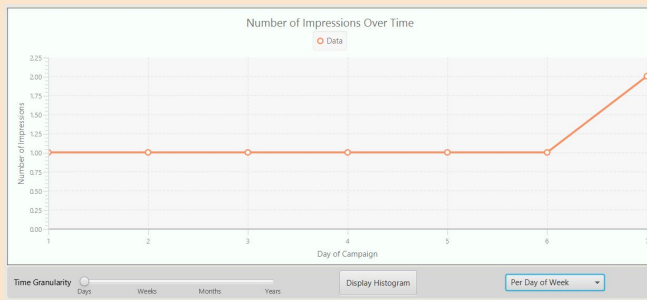 Number of Impressions Over Time
Data
Number of Impressions
2.25
2.00
1.75
1.50
1.25
1.00
0.75
0.50
0.25
0.00
1 2 3 4 5 6 7
Day of Campaign
Time Granularity
Days Weeks Months Years
Display Histogram
Per Day of Week